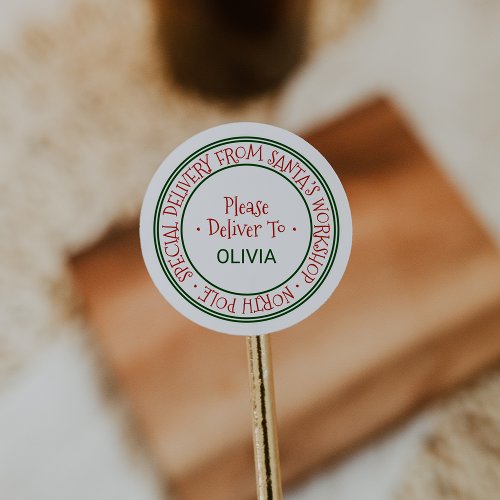 SPECIAL DELIVERY FROM SANTA'S WORKSHOP
• NORTH POLE •
Please
• Deliver To •
OLIVIA